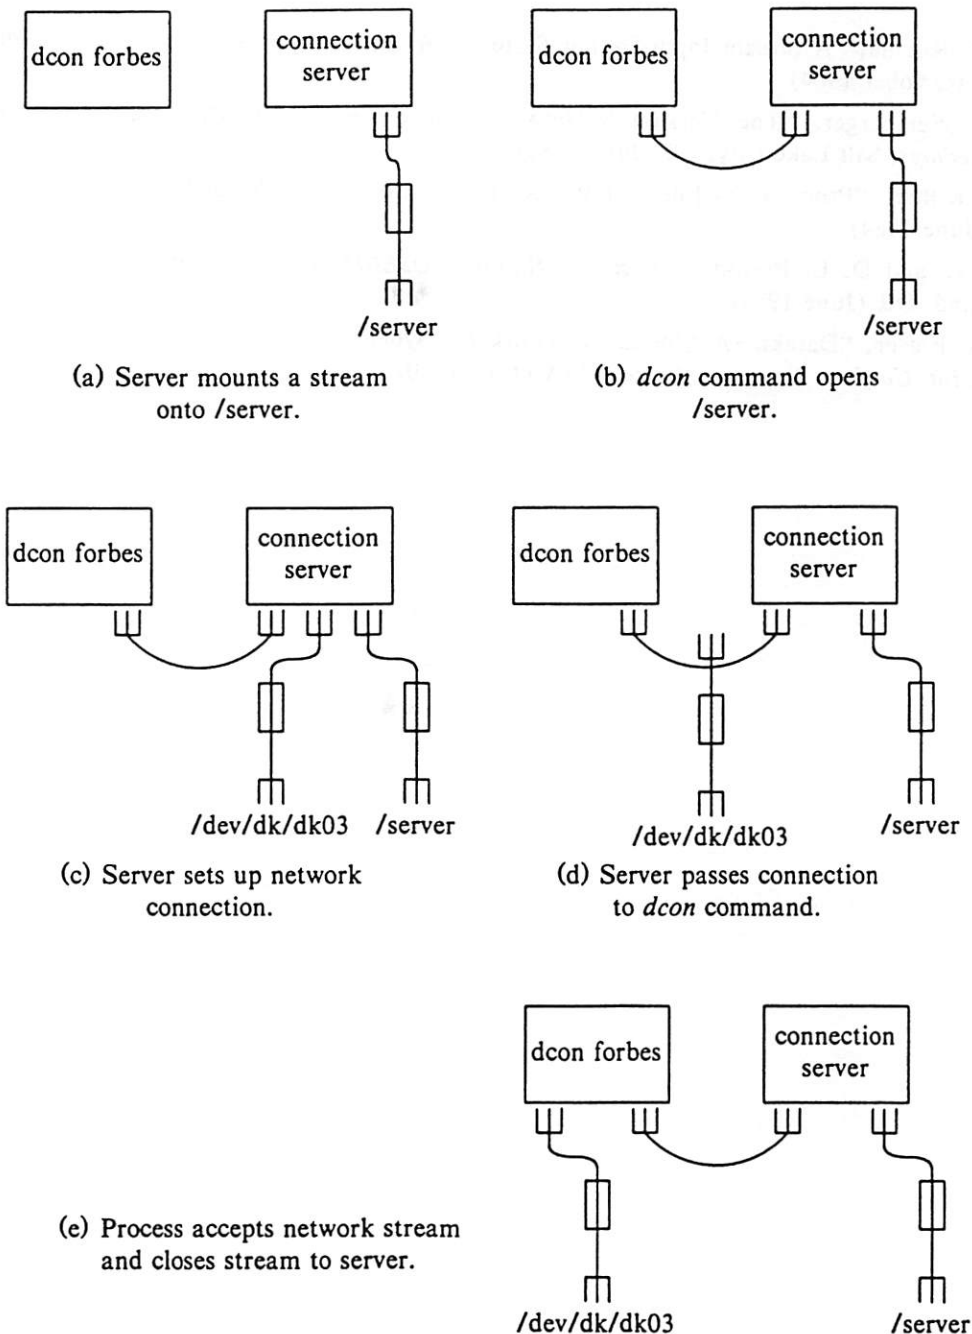 dcon forbes
connection
server
/server
(a) Server mounts a stream
onto /server.
dcon forbes
connection
server
/server
(b) dcon command opens
/server.
dcon forbes
connection
server
/dev/dk/dk03
/server
(c) Server sets up network
connection.
dcon forbes
connection
server
/dev/dk/dk03
/server
(d) Server passes connection
to dcon command.
dcon forbes
connection
server
(e) Process accepts network stream
and closes stream to server.
/dev/dk/dk03
/server